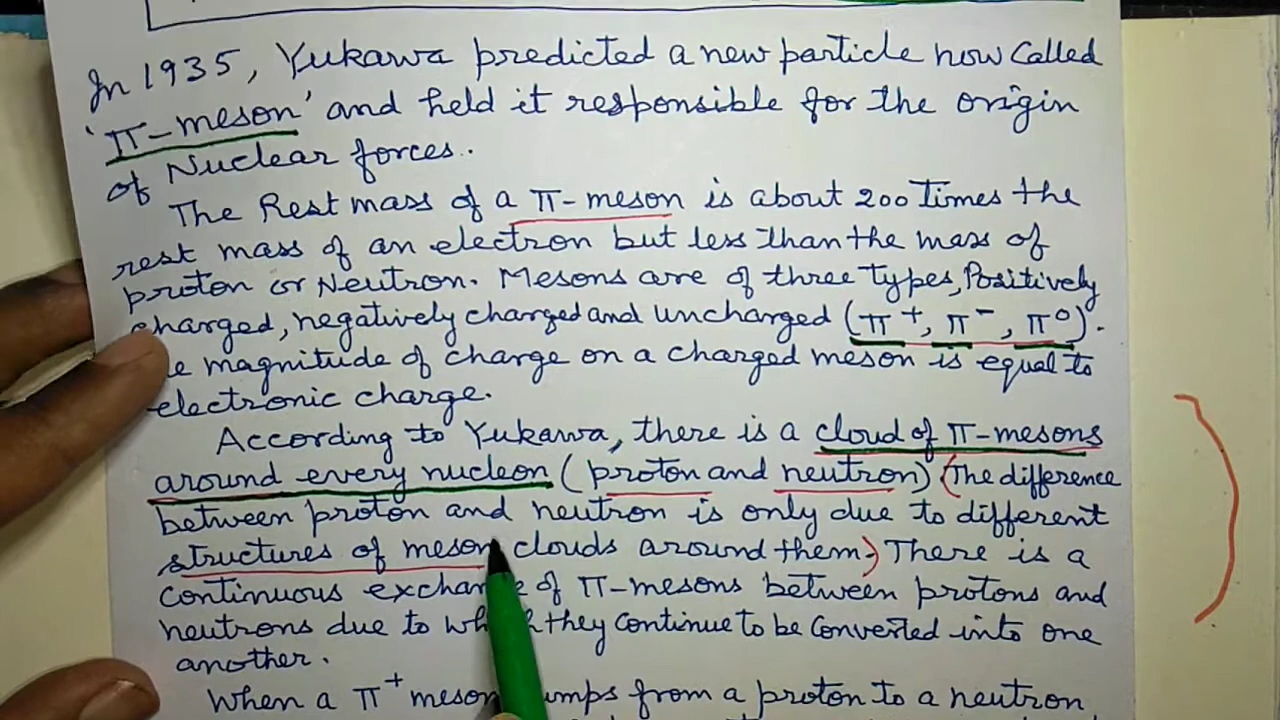 In 1935, Yukawa predicted a new particle now called
'π-meson' and held it responsible for the origin
of Nuclear forces..
The Rest mass of a π-meson is about 200 Times the
rest mass of an electron but less than the mass of
proton or Neutron. Mesons are of three types, Positively
charged, negatively charged and uncharged (π+, π-, π0).
e magnitude of charge on a charged meson is equal to
electronic charge.
According to Yukawa, there is a cloud of π-mesons
around every nucleon (proton and neutron) (The difference
between proton and neutron is only due to different
structures of meson clouds around them) There is a
continuous exchange of π-mesons between protons and
neutrons due to which they continue to be converted into one
another.
When a π+ meson umps from a proton to a neutron